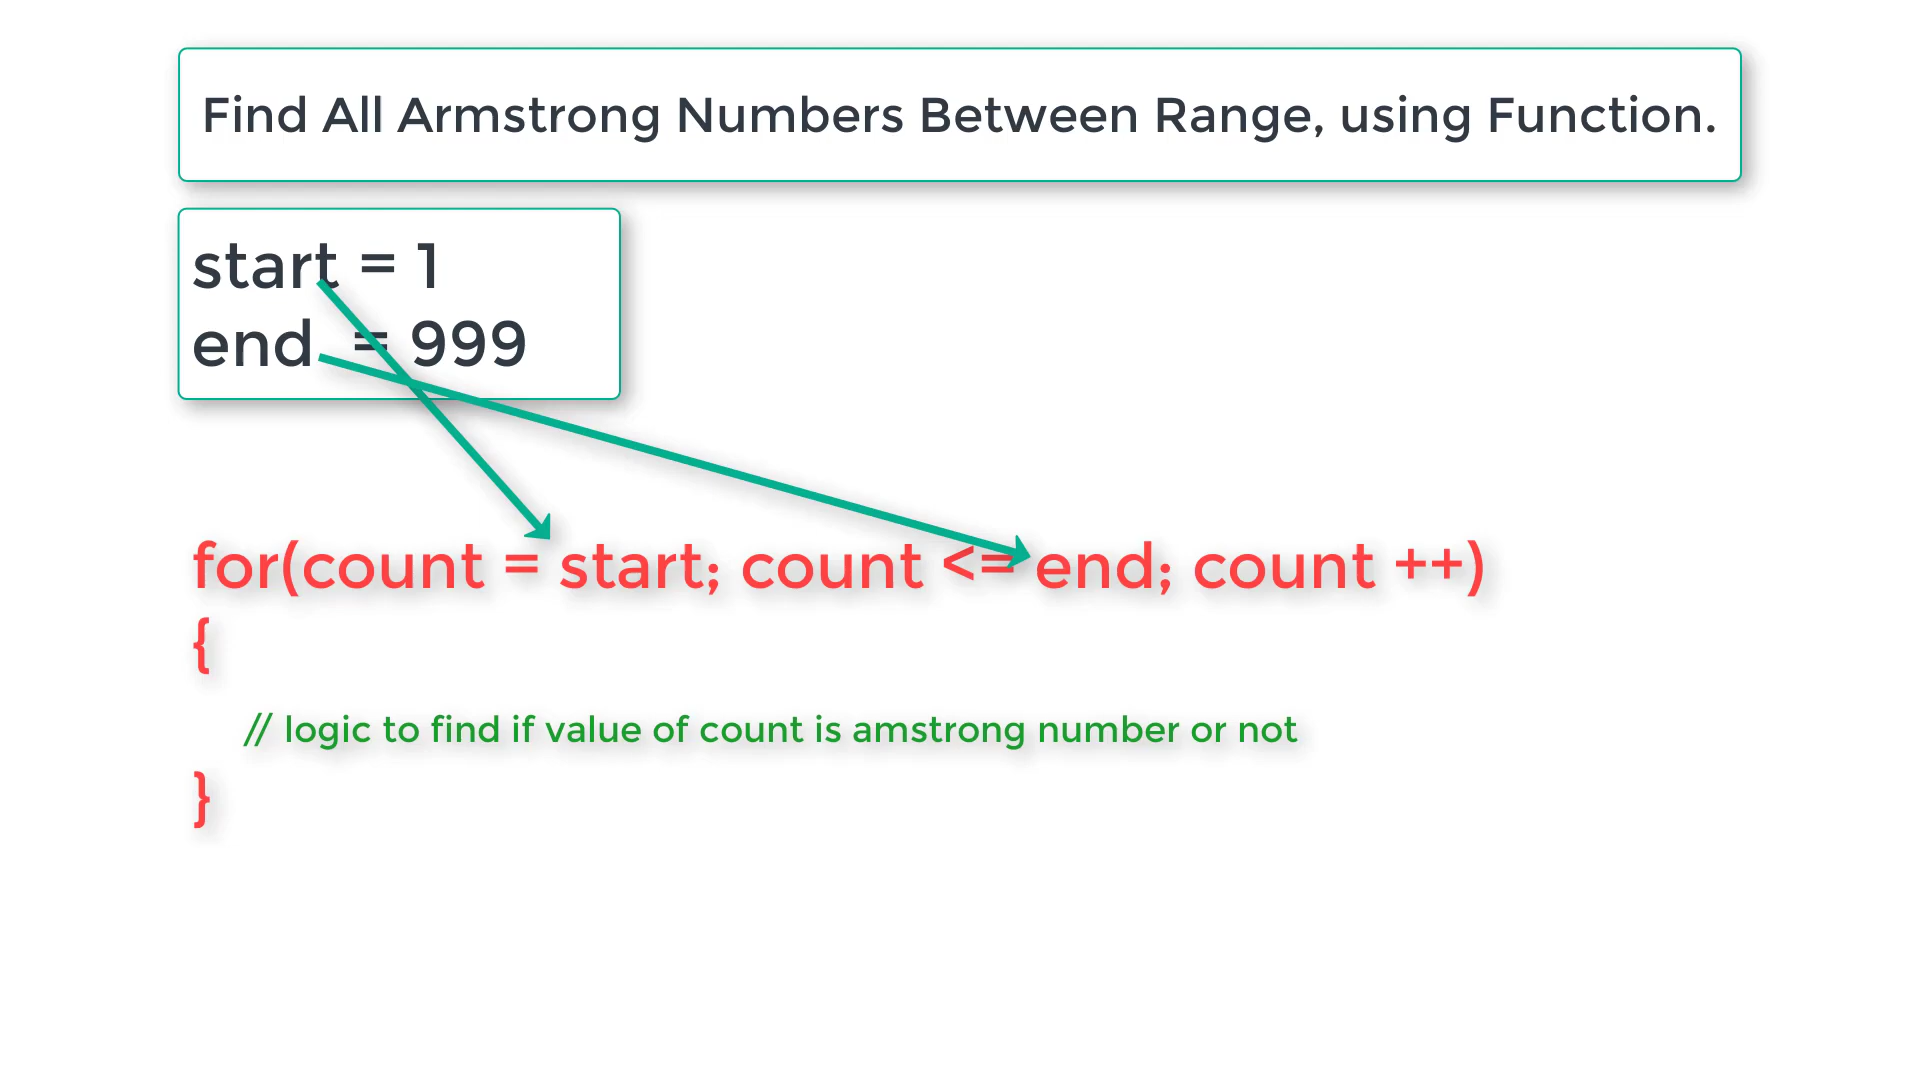 Find All Armstrong Numbers Between Range, using Function.
start = 1
end = 999
for(count = start; count <= end; count ++)
{
// logic to find if value of count is amstrong number or not
}